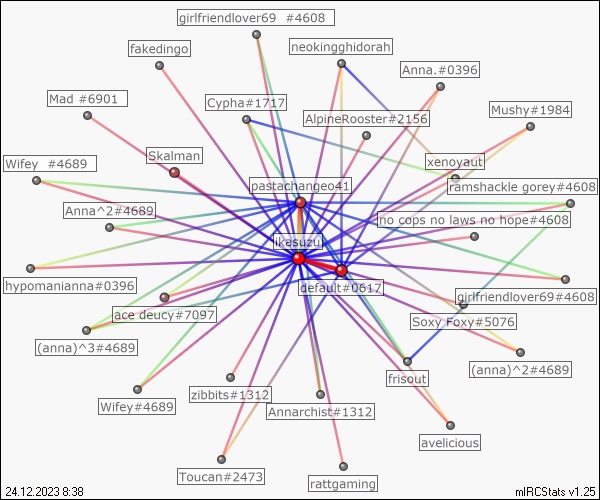 girlfriendlover69 #4608
fakedingo
neokingghidorah
Anna.#0396
Mad #6901
Cypha#1717
AlpineRooster#2156
Mushy#1984
Wifey #4689
Skalman
xenoyaut
pastachangeo41
ramshackle gorey#4608
Anna^2#4689
no cops no laws no hope#4608
ikasuzu
hypomanianna#0396
default#0617
girlfriendlover69#4608
ace deucy#7097
Soxy Foxy#5076
(anna)^3#4689
(anna)^2#4689
frisout
zibbits#1312
Wifey#4689
Annarchist#1312
avelicious
Toucan#2473
rattgaming
24.12.2023 8:38
mIRCStats v1.25